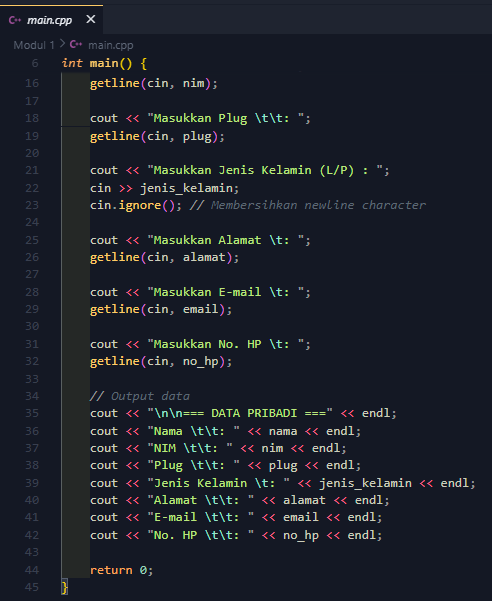 C++ main.cpp ×
Modul 1 > C++ main.cpp
6 int main() {
16 getline(cin, nim);
17
18 cout << "Masukkan Plug \t\t: ";
19 getline(cin, plug);
20
21 cout << "Masukkan Jenis Kelamin (L/P) : ";
22 cin >> jenis_kelamin;
23 cin.ignore(); // Membersihkan newline character
24
25 cout << "Masukkan Alamat \t: ";
26 getline(cin, alamat);
27
28 cout << "Masukkan E-mail \t: ";
29 getline(cin, email);
30
31 cout << "Masukkan No. HP \t: ";
32 getline(cin, no_hp);
33
34 // Output data
35 cout << "\n\n=== DATA PRIBADI ===" << endl;
36 cout << "Nama \t\t: " << nama << endl;
37 cout << "NIM \t\t: " << nim << endl;
38 cout << "Plug \t\t: " << plug << endl;
39 cout << "Jenis Kelamin \t: " << jenis_kelamin << endl;
40 cout << "Alamat \t\t: " << alamat << endl;
41 cout << "E-mail \t\t: " << email << endl;
42 cout << "No. HP \t\t: " << no_hp << endl;
43
44 return 0;
45 }